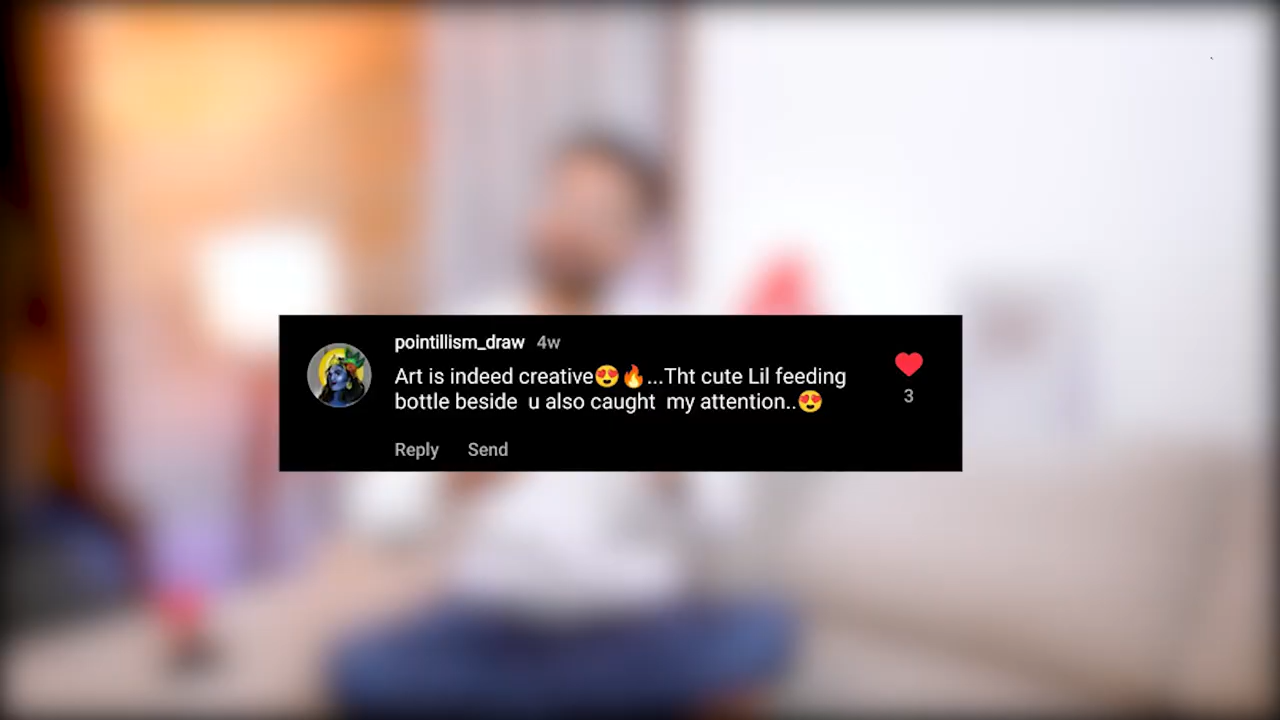 pointillism_draw 4w
Art is indeed creative😍🔥...Tht cute Lil feeding
bottle beside u also caught my attention..😍
3
Reply Send